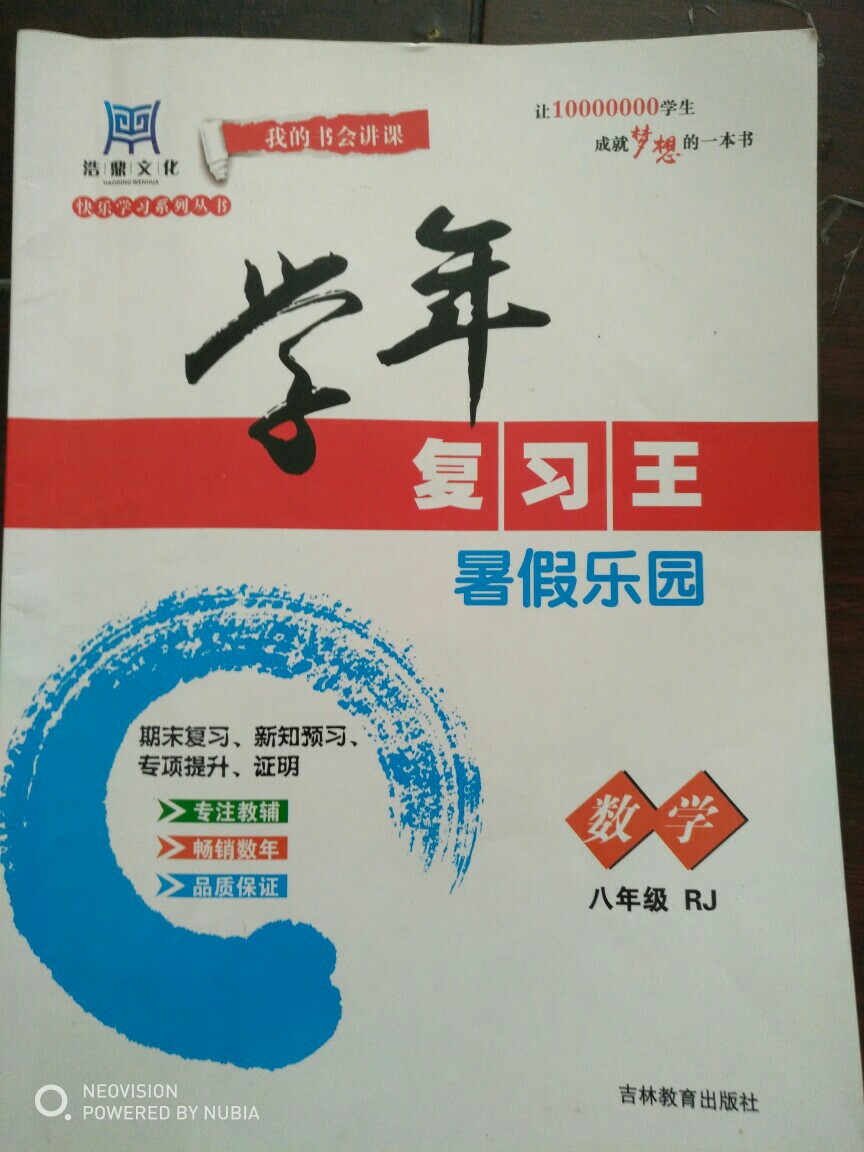 浩鼎文化
HAODING WENHUA
快乐学习系列丛书
我的书会讲课
让10000000学生
成就梦想的一本书
学年
复习王
暑假乐园
期末复习、新知预习、
专项提升、证明
专注教辅
畅销数年
品质保证
数学
八年级 RJ
吉林教育出版社
NEOVISION
POWERED BY NUBIA